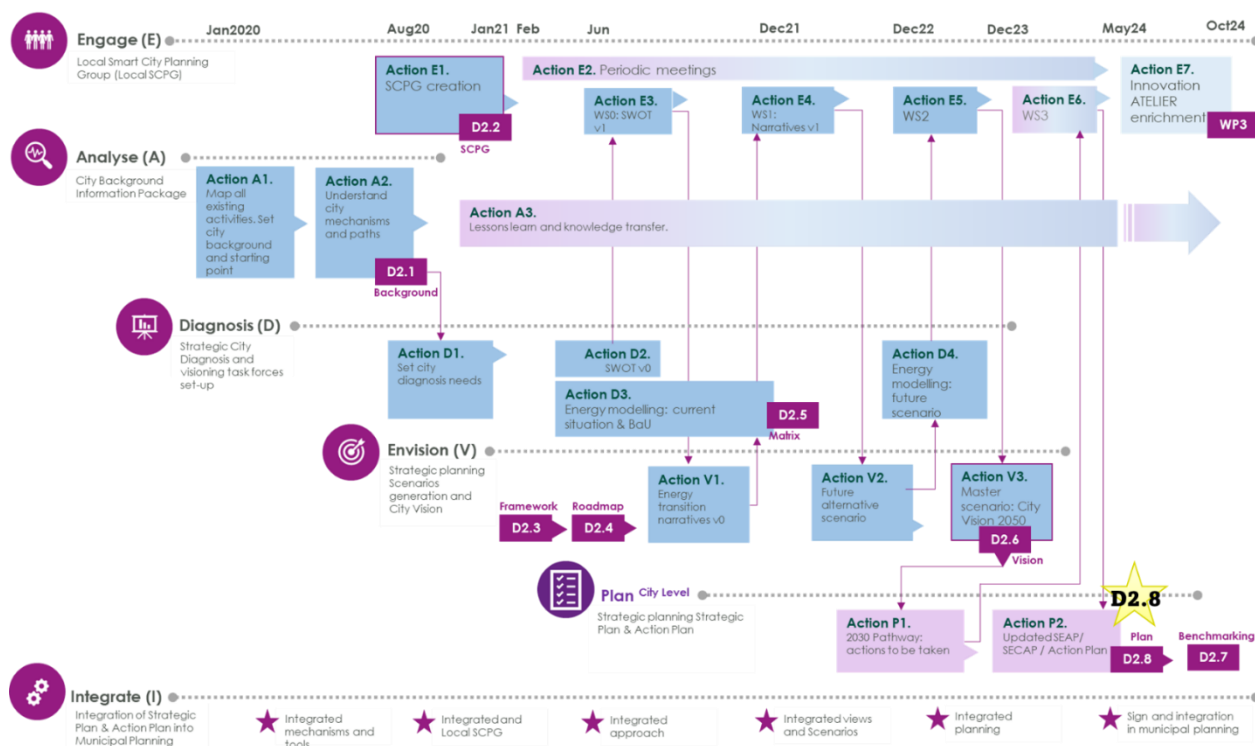 Jan2020
Aug20
Jan21
Feb
Jun
Dec21
Dec22
Dec23
May24
Oct24
Engage (E)
Local Smart City Planning
Group (Local SCPG)
Action E1.
SCPG creation
D2.2
SCPG
Action E2. Periodic meetings
Action E3.
WS0: SWOT
v1
Action E4.
WS1:
Narratives v1
Action E5.
WS2
Action E6.
WS3
Action E7.
Innovation
ATELIER
enrichment
WP3
Analyse (A)
City Background
Information Package
Action A1.
Map all
existing
activities. Set
city
background
and starting
point
Action A2.
Understand
city
mechanisms
and paths
D2.1
Background
Action A3.
Lessons learn and knowledge transfer.
Diagnosis (D)
Strategic City
Diagnosis and
visioning task forces
set-up
Action D1.
Set city
diagnosis needs
Action D2.
SWOT v0
Action D3.
Energy modelling: current
situation & BaU
D2.5
Matrix
Action D4.
Energy
modelling:
future
scenario
Envision (V)
Strategic planning
Scenarios
generation and
City Vision
Framework
D2.3
Roadmap
D2.4
Action V1.
Energy
transition
narratives v0
Action V2.
Future
alternative
scenario
Action V3.
Master
scenario: City
Vision 2050
D2.6
Vision
Plan City Level
Strategic planning Strategic
Plan & Action Plan
Action P1.
2030 Pathway:
actions to be
taken
Action P2.
Updated SEAP/
SECAP / Action Plan
D2.8
Plan
D2.8
Benchmarking
D2.7
Integrate (I)
Integration of Strategic
Plan & Action Plan into
Municipal Planning
Integrated
mechanisms and
tools
Integrated and
Local SCPG
Integrated
approach
Integrated views
and Scenarios
Integrated
planning
Sign and integration
in municipal planning